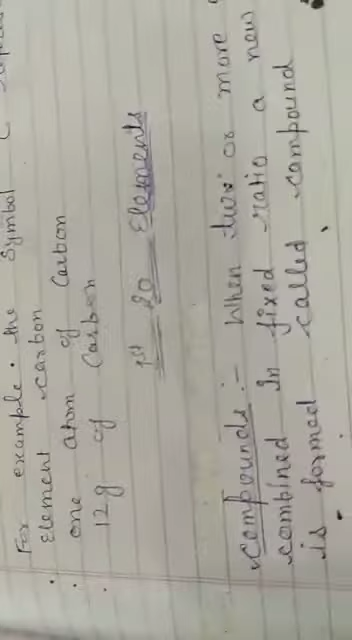 For example. the symbol C
Element carbon
one atom of Carbon
12g of Carbon
1st 20 Elements
compounds :- When two or more
combined in fixed ratio a new
is formed called compound